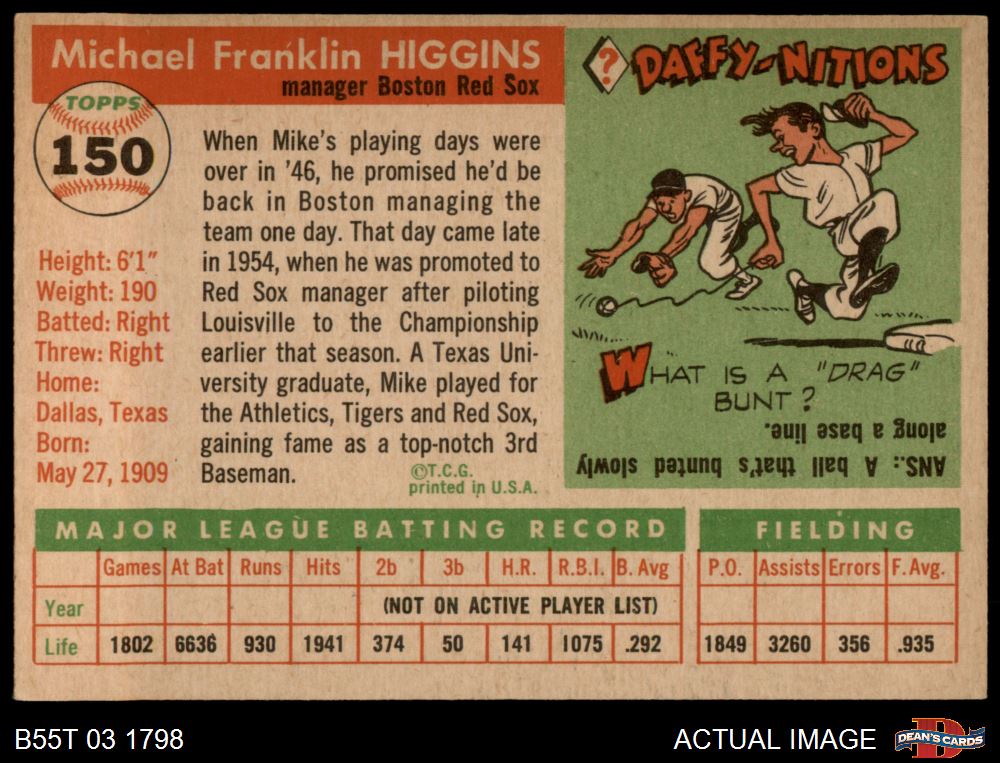 Michael Franklin HIGGINS
manager Boston Red Sox
TOPPS
150
Height: 6'1"
Weight: 190
Batted: Right
Threw: Right
Home:
Dallas, Texas
Born:
May 27, 1909
When Mike's playing days were
over in '46, he promised he'd be
back in Boston managing the
team one day. That day came late
in 1954, when he was promoted to
Red Sox manager after piloting
Louisville to the Championship
earlier that season. A Texas Uni-
versity graduate, Mike played for
the Athletics, Tigers and Red Sox,
gaining fame as a top-notch 3rd
Baseman.
©T.C.G.
printed in U.S.A.
?
DAFFY-NITIONS
WHAT IS A "DRAG"
BUNT?
ANS.: A ball that's bunted slowly
along a base line.
MAJOR LEAGUE BATTING RECORD
Games At Bat Runs Hits 2b 3b H.R. R.B.I. B. Avg
Year (NOT ON ACTIVE PLAYER LIST)
Life 1802 6636 930 1941 374 50 141 1075 .292
FIELDING
P.O. Assists Errors F. Avg.
1849 3260 356 .935
B55T 03 1798
ACTUAL IMAGE
D
DEAN'S CARDS